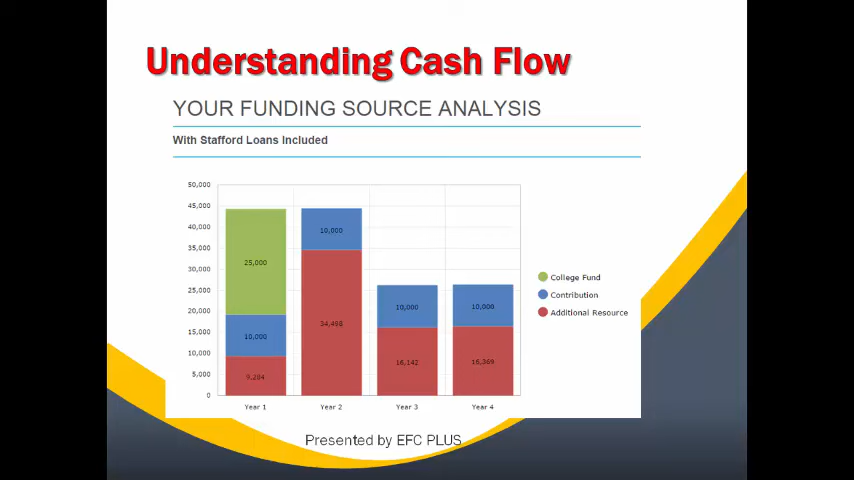 Understanding Cash Flow
YOUR FUNDING SOURCE ANALYSIS
With Stafford Loans Included
50,000
45,000
40,000
35,000
30,000
25,000
20,000
15,000
10,000
5,000
0
25,000
10,000
9,204
10,000
34,498
10,000
16,142
10,000
16,369
Year 1
Year 2
Year 3
Year 4
College Fund
Contribution
Additional Resource
Presented by EFC PLUS